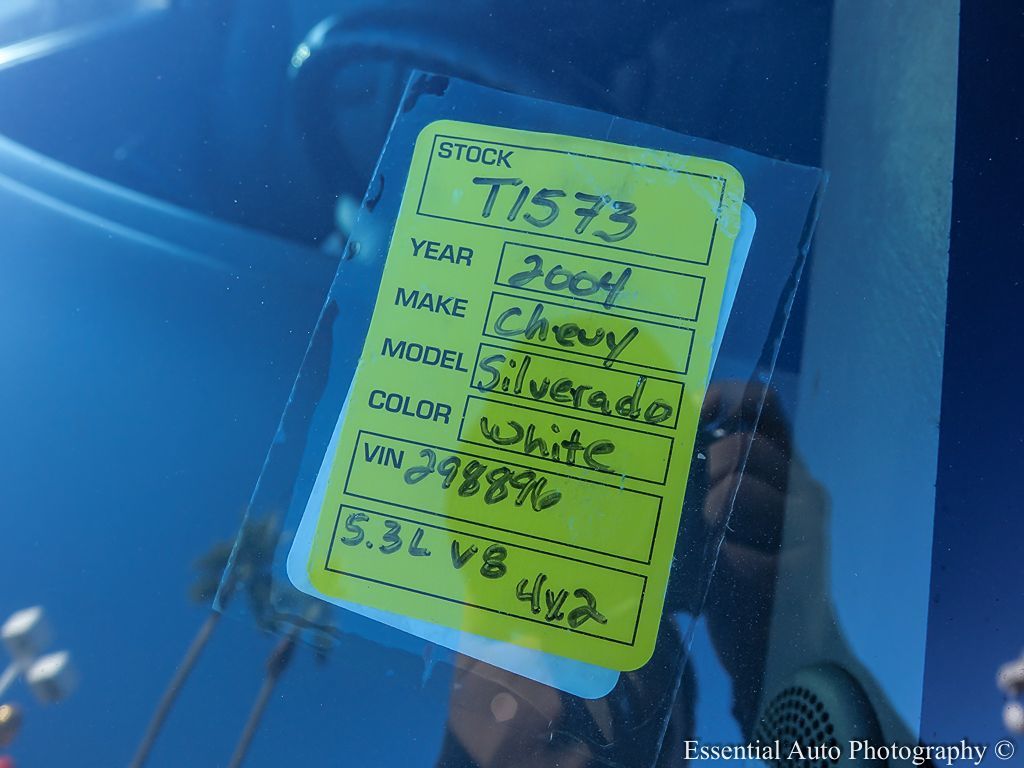 STOCK
T1573
YEAR 2004
MAKE Chevy
MODEL Silverado
COLOR White
VIN 298896
5.3L V8
4x2
Essential Auto Photography ©